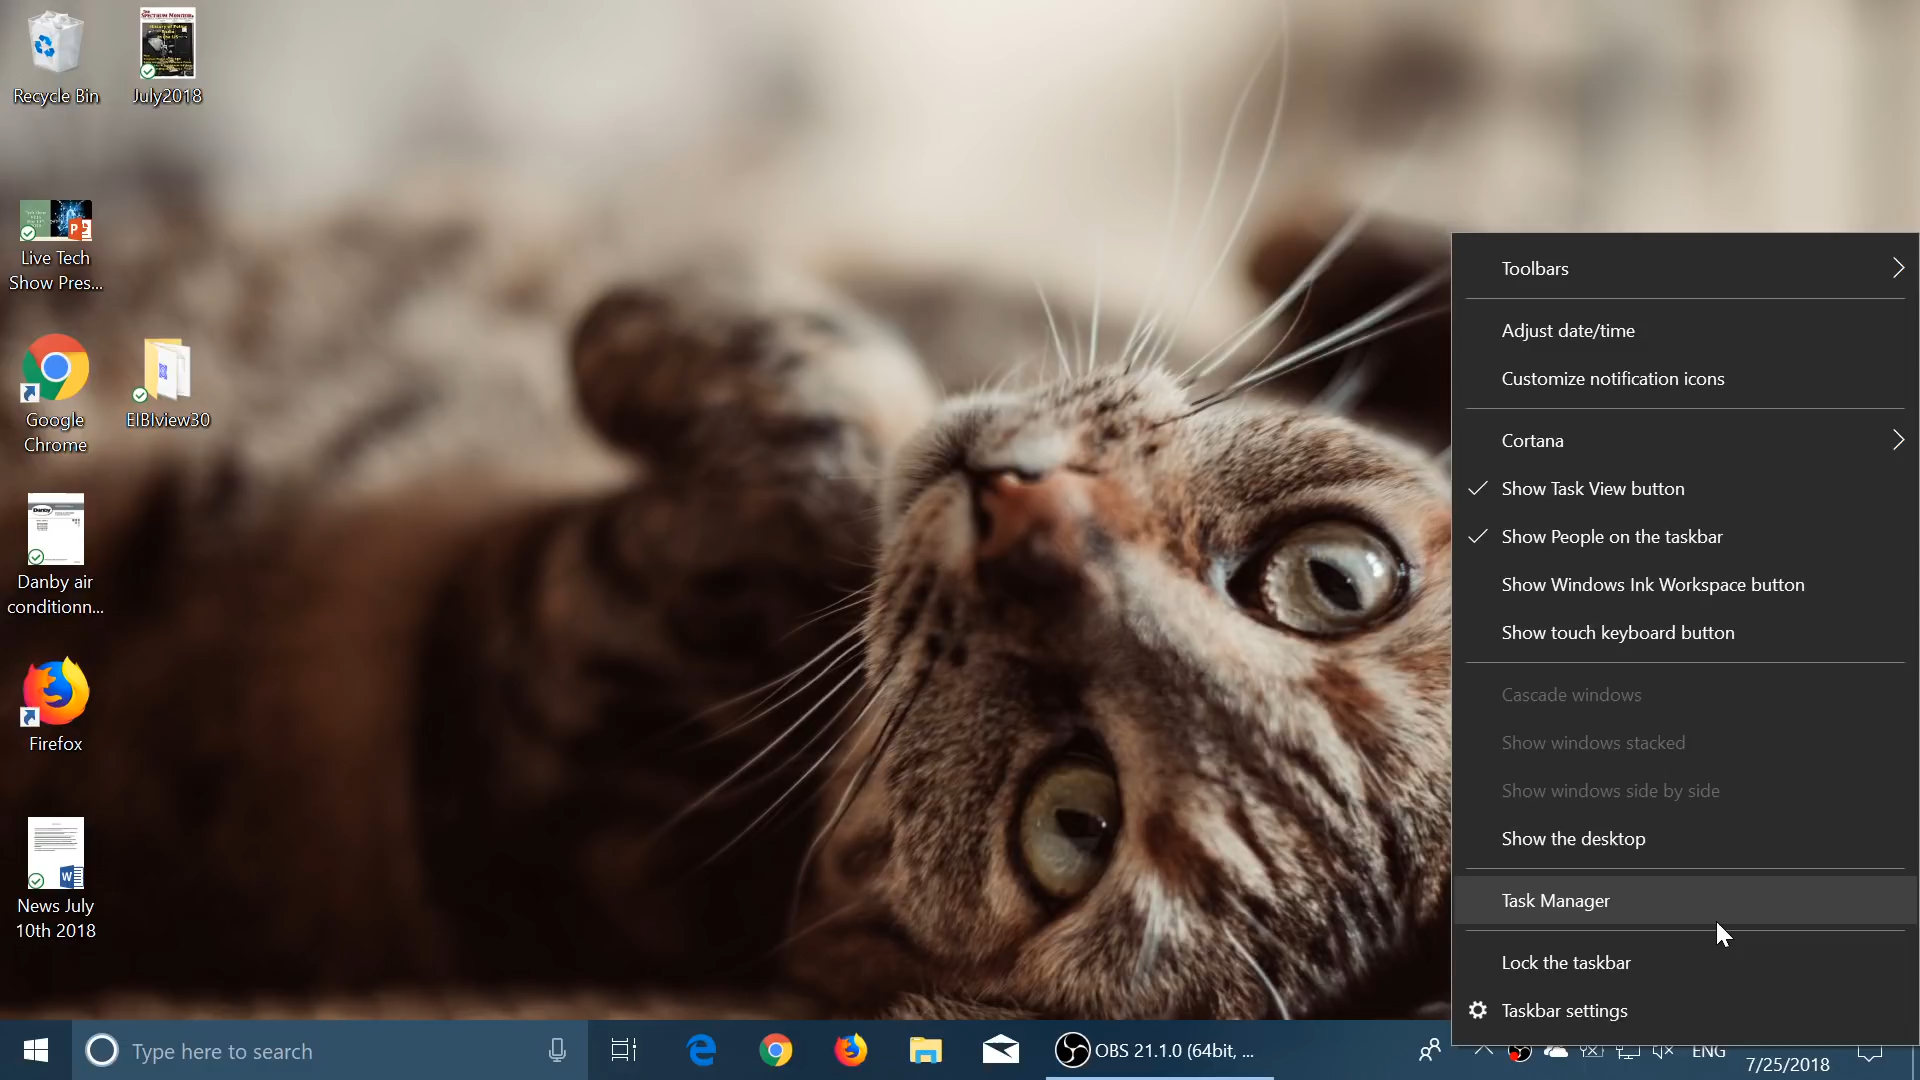 Recycle Bin
July2018
THE SPECTRUM MONITOR
Live Tech
Show Pres...
Google
Chrome
EIBIview30
Danby
Danby air
conditionn...
Firefox
News July
10th 2018
Toolbars
Adjust date/time
Customize notification icons
Cortana
Show Task View button
Show People on the taskbar
Show Windows Ink Workspace button
Show touch keyboard button
Cascade windows
Show windows stacked
Show windows side by side
Show the desktop
Task Manager
Lock the taskbar
Taskbar settings
Type here to search
OBS 21.1.0 (64bit, ...
ENG
7/25/2018